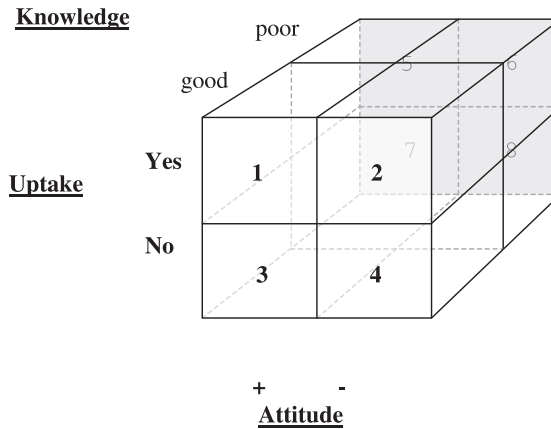 Knowledge
poor
good
5 6
Yes
1 2
7 8
Uptake
No
3 4
+ -
Attitude